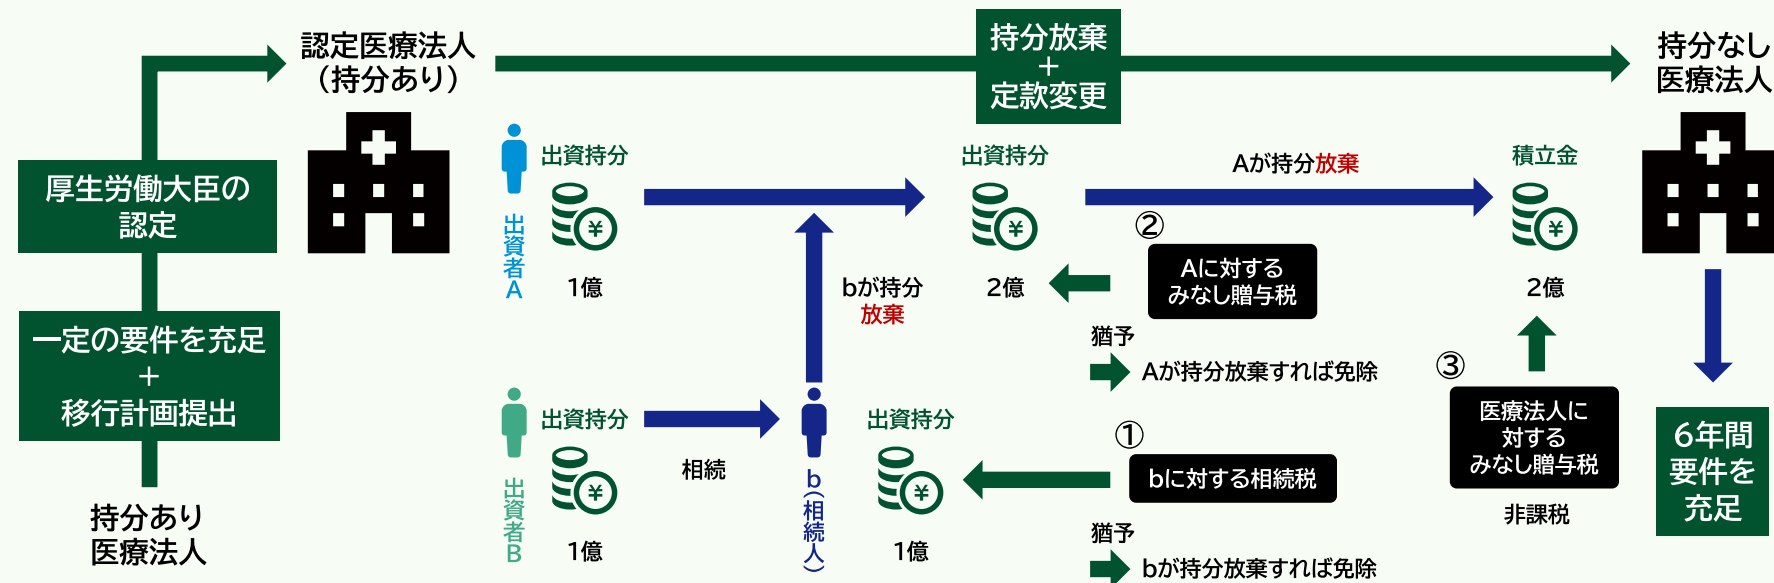 認定医療法人
（持分あり）
持分放棄
＋
定款変更
持分なし
医療法人
厚生労働大臣の
認定
一定の要件を充足
＋
移行計画提出
持分あり
医療法人
出資者A
出資持分
¥
1億
出資持分
¥
2億
Aが持分放棄
積立金
¥
2億
bが持分
放棄
②
Aに対する
みなし贈与税
猶予
Aが持分放棄すれば免除
出資者B
出資持分
¥
1億
相続
b（相続人）
出資持分
¥
1億
①
bに対する相続税
猶予
bが持分放棄すれば免除
③
医療法人に
対する
みなし贈与税
非課税
6年間
要件を
充足